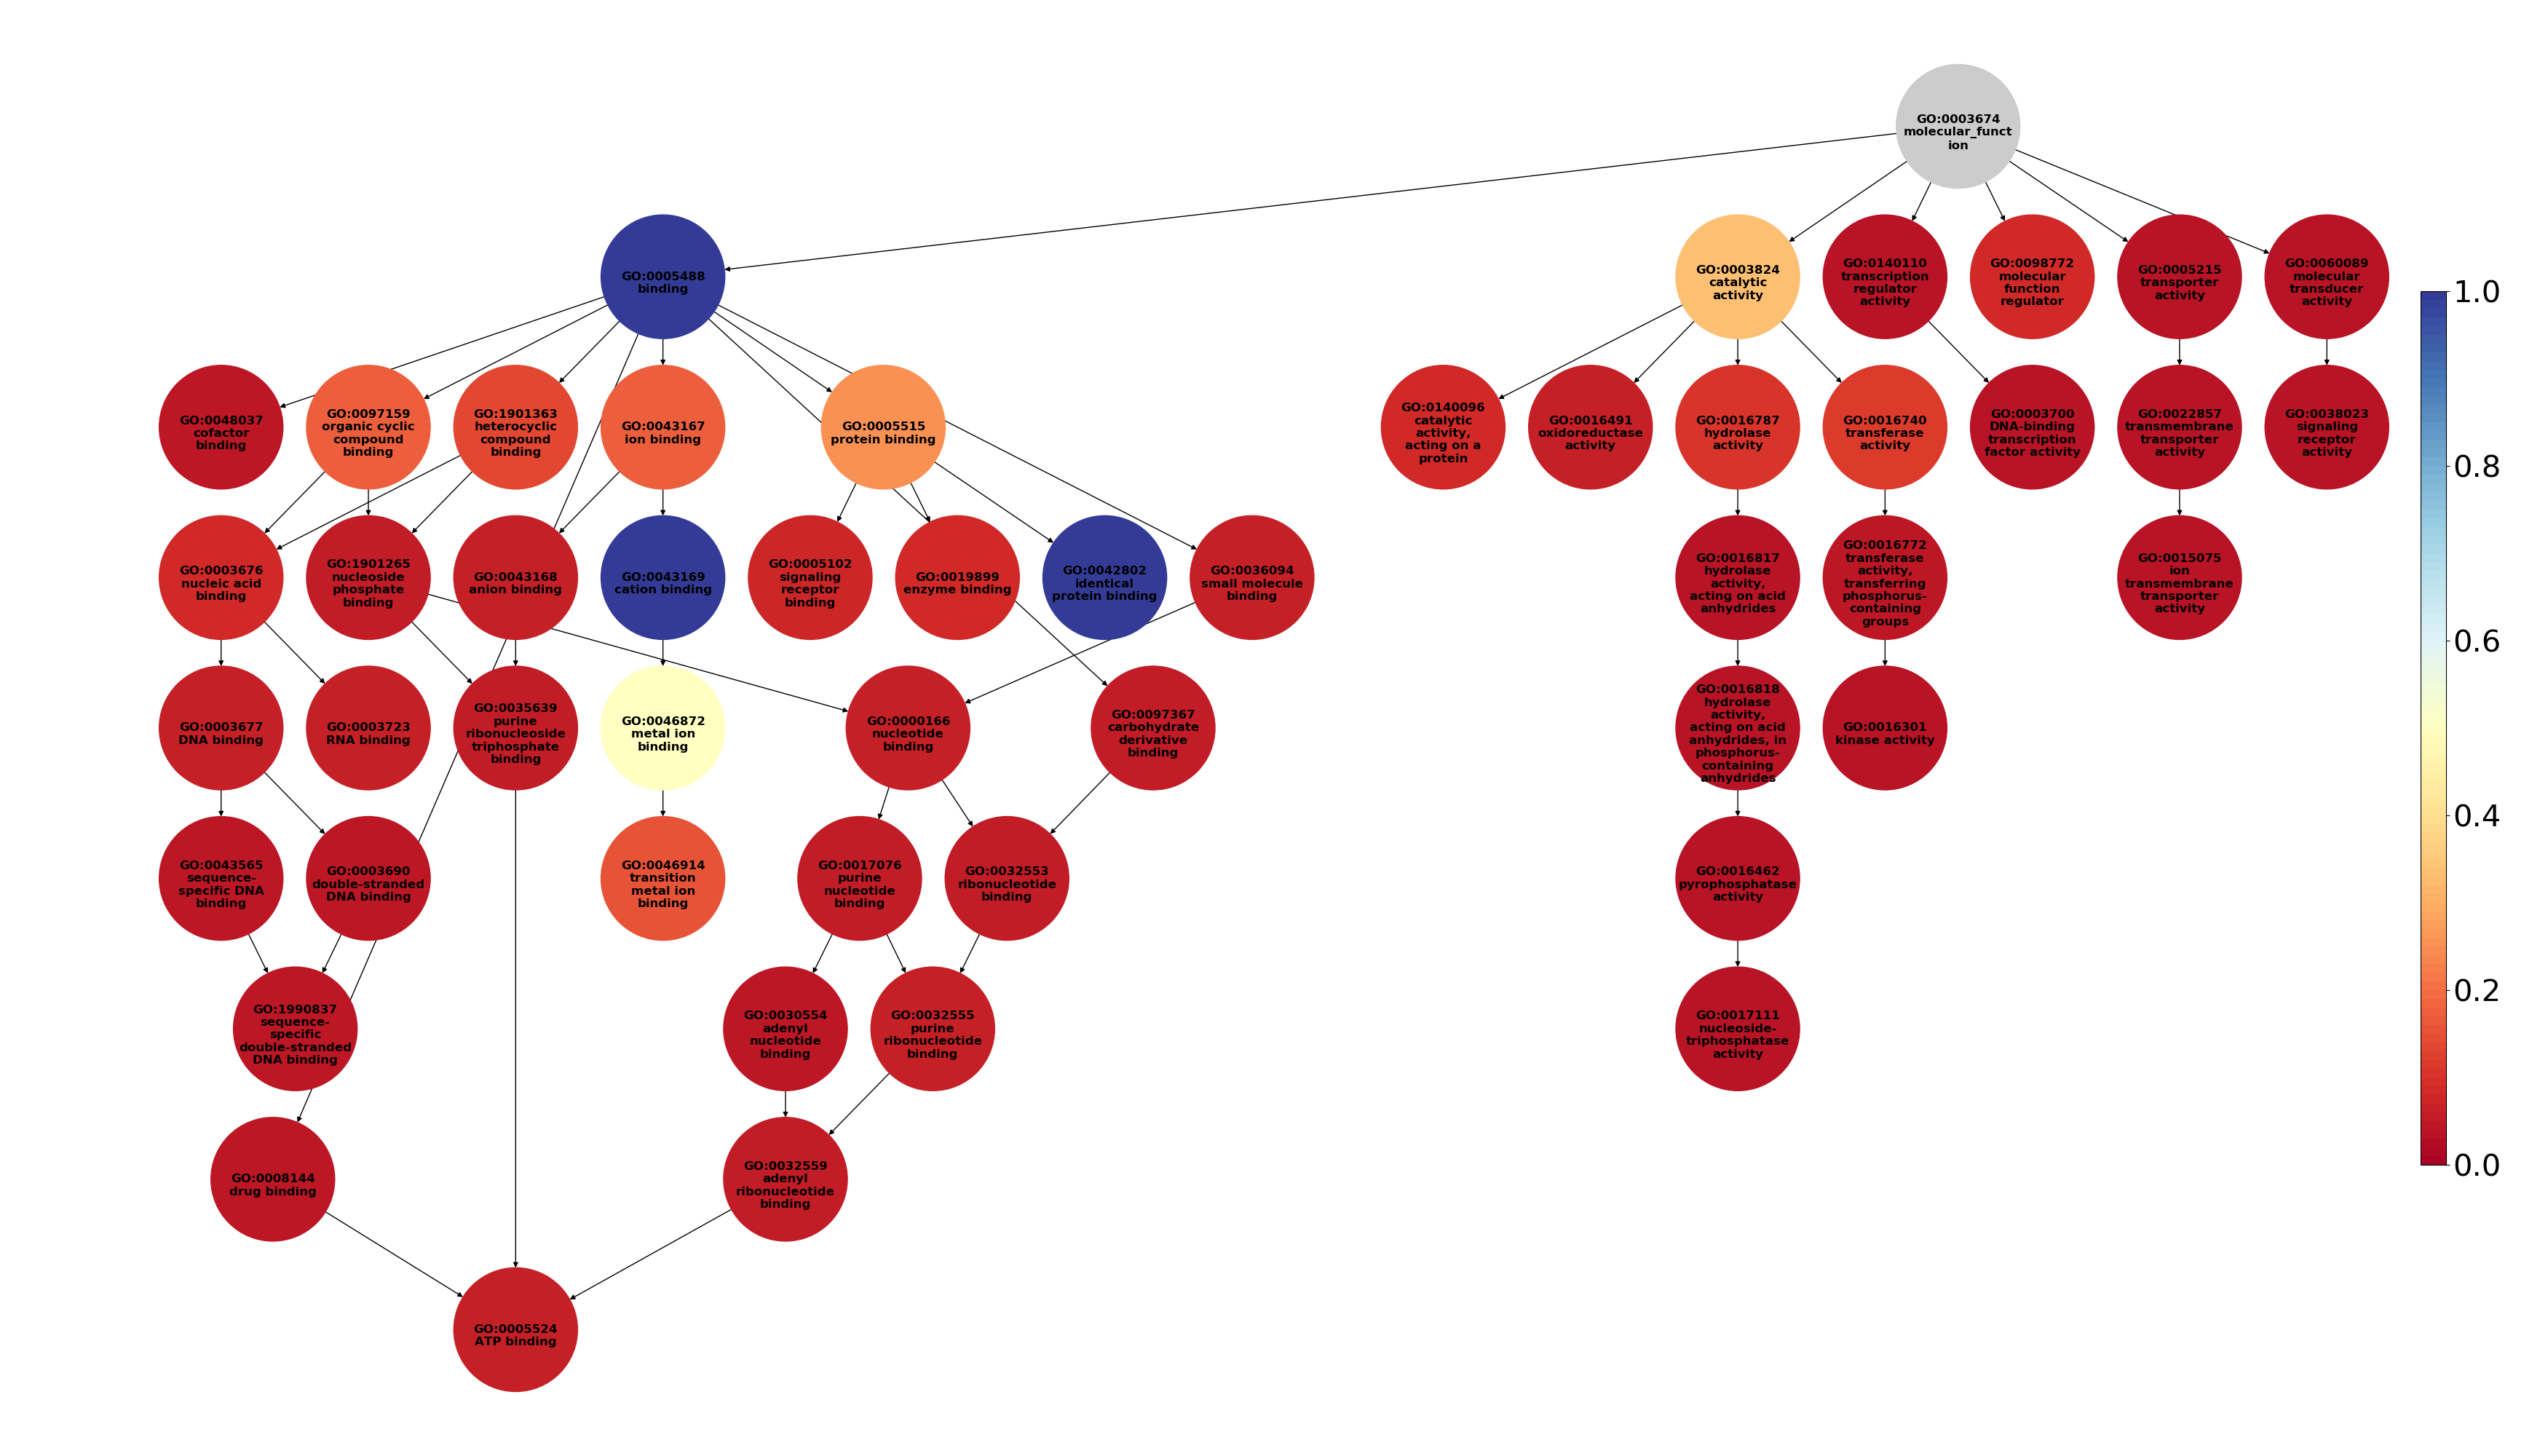 GO:0003674
molecular_funct
ion
GO:0005488
binding
GO:0003824
catalytic
activity
GO:0140110
transcription
regulator
activity
GO:0098772
molecular
function
regulator
GO:0005215
transporter
activity
GO:0060089
molecular
transducer
activity
GO:0048037
cofactor
binding
GO:0097159
organic cyclic
compound
binding
GO:1901363
heterocyclic
compound
binding
GO:0043167
ion binding
GO:0005515
protein binding
GO:0140096
catalytic
activity,
acting on a
protein
GO:0016491
oxidoreductase
activity
GO:0016787
hydrolase
activity
GO:0016740
transferase
activity
GO:0003700
DNA-binding
transcription
factor activity
GO:0022857
transmembrane
transporter
activity
GO:0038023
signaling
receptor
activity
GO:0003676
nucleic acid
binding
GO:1901265
nucleoside
phosphate
binding
GO:0043168
anion binding
GO:0043169
cation binding
GO:0005102
signaling
receptor
binding
GO:0019899
enzyme binding
GO:0042802
identical
protein binding
GO:0036094
small molecule
binding
GO:0016817
hydrolase
activity,
acting on acid
anhydrides
GO:0016772
transferase
activity,
transferring
phosphorus-
containing
groups
GO:0015075
ion
transmembrane
transporter
activity
GO:0003677
DNA binding
GO:0003723
RNA binding
GO:0035639
purine
ribonucleoside
triphosphate
binding
GO:0046872
metal ion
binding
GO:0000166
nucleotide
binding
GO:0097367
carbohydrate
derivative
binding
GO:0016818
hydrolase
activity,
acting on acid
anhydrides, in
phosphorus-
containing
anhydrides
GO:0016301
kinase activity
GO:0043565
sequence-
specific DNA
binding
GO:0003690
double-stranded
DNA binding
GO:0046914
transition
metal ion
binding
GO:0017076
purine
nucleotide
binding
GO:0032553
ribonucleotide
binding
GO:0016462
pyrophosphatase
activity
GO:1990837
sequence-
specific
double-stranded
DNA binding
GO:0030554
adenyl
nucleotide
binding
GO:0032555
purine
ribonucleotide
binding
GO:0017111
nucleoside-
triphosphatase
activity
GO:0008144
drug binding
GO:0032559
adenyl
ribonucleotide
binding
GO:0005524
ATP binding
1.0
0.8
0.6
0.4
0.2
0.0